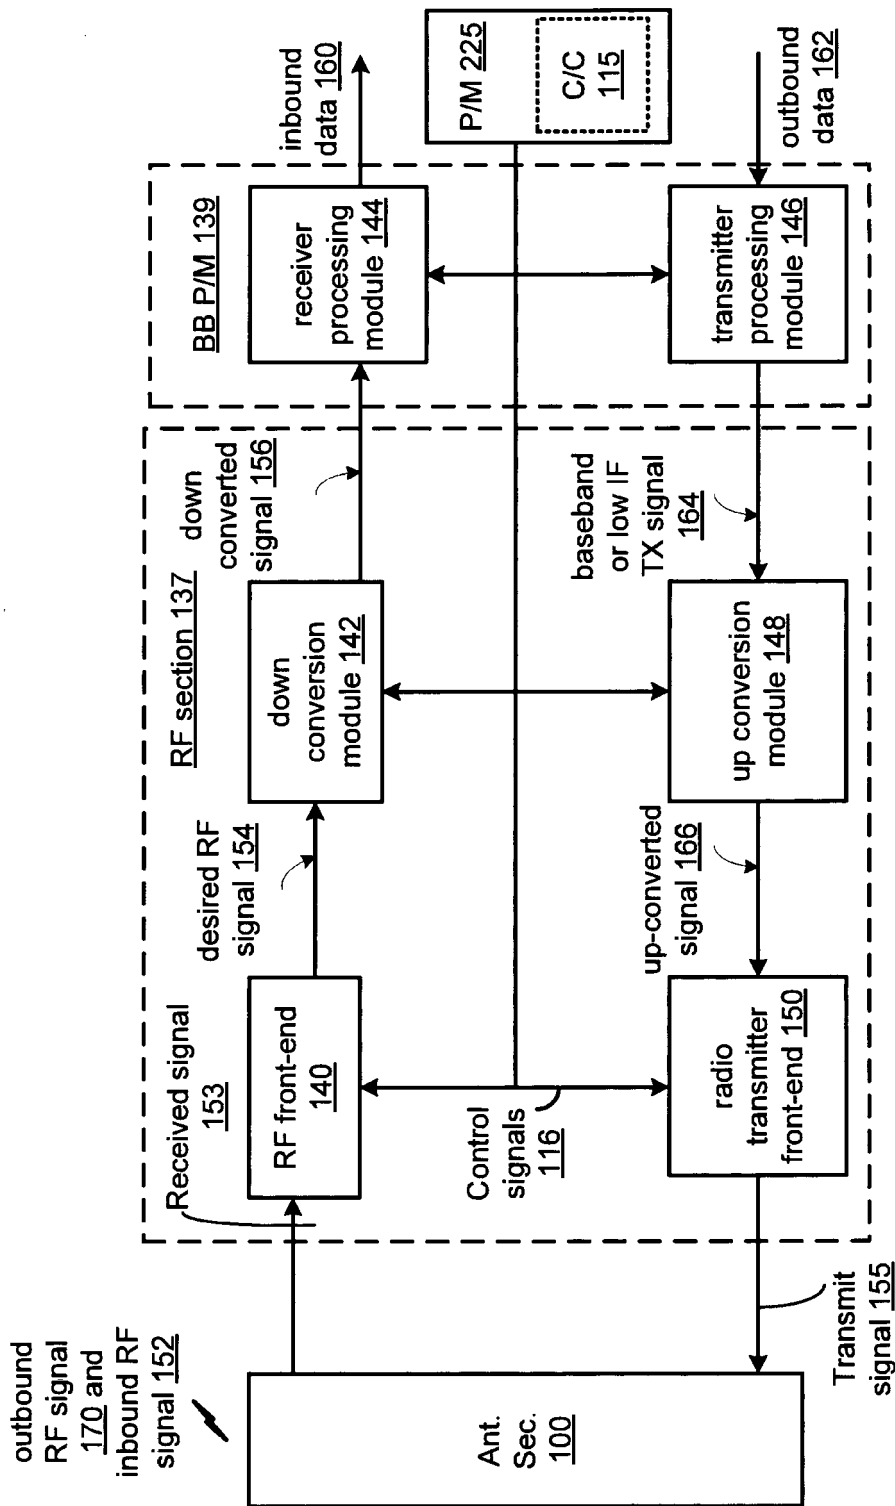 outbound
RF signal
170 and
inbound RF
signal 152
Ant.
Sec.
100
Received signal
153
Transmit
signal 155
RF section 137
RF front-end
140
desired RF
signal 154
down
conversion
module 142
down
converted
signal 156
Control
signals
116
radio
transmitter
front-end 150
up-converted
signal 166
up conversion
module 148
baseband
or low IF
TX signal
164
BB P/M 139
receiver
processing
module 144
transmitter
processing
module 146
inbound
data 160
P/M 225
C/C
115
outbound
data 162